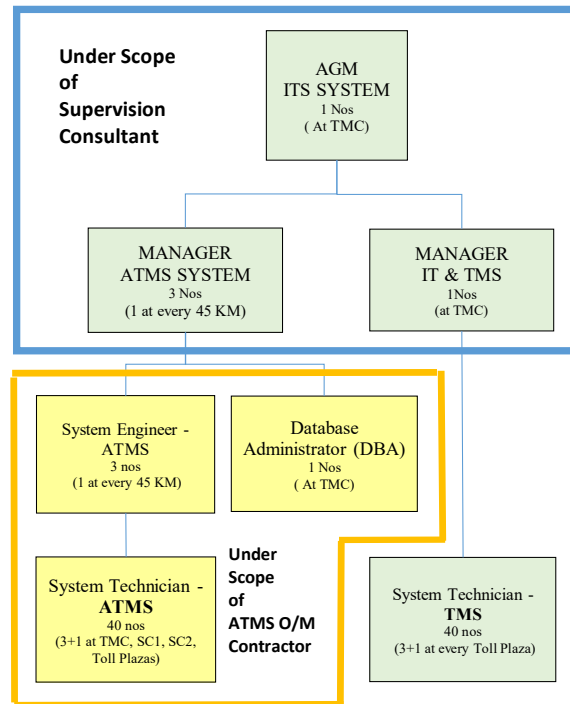 Under Scope
of
Supervision
Consultant
AGM
ITS SYSTEM
1 Nos
( At TMC)
MANAGER
ATMS SYSTEM
3 Nos
(1 at every 45 KM)
MANAGER
IT & TMS
1Nos
(at TMC)
System Engineer -
ATMS
3 nos
(1 at every 45 KM)
Database
Administrator (DBA)
1 Nos
( At TMC)
System Technician -
ATMS
40 nos
(3+1 at TMC, SC1, SC2,
Toll Plazas)
Under
Scope
of
ATMS O/M
Contractor
System Technician -
TMS
40 nos
(3+1 at every Toll Plaza)